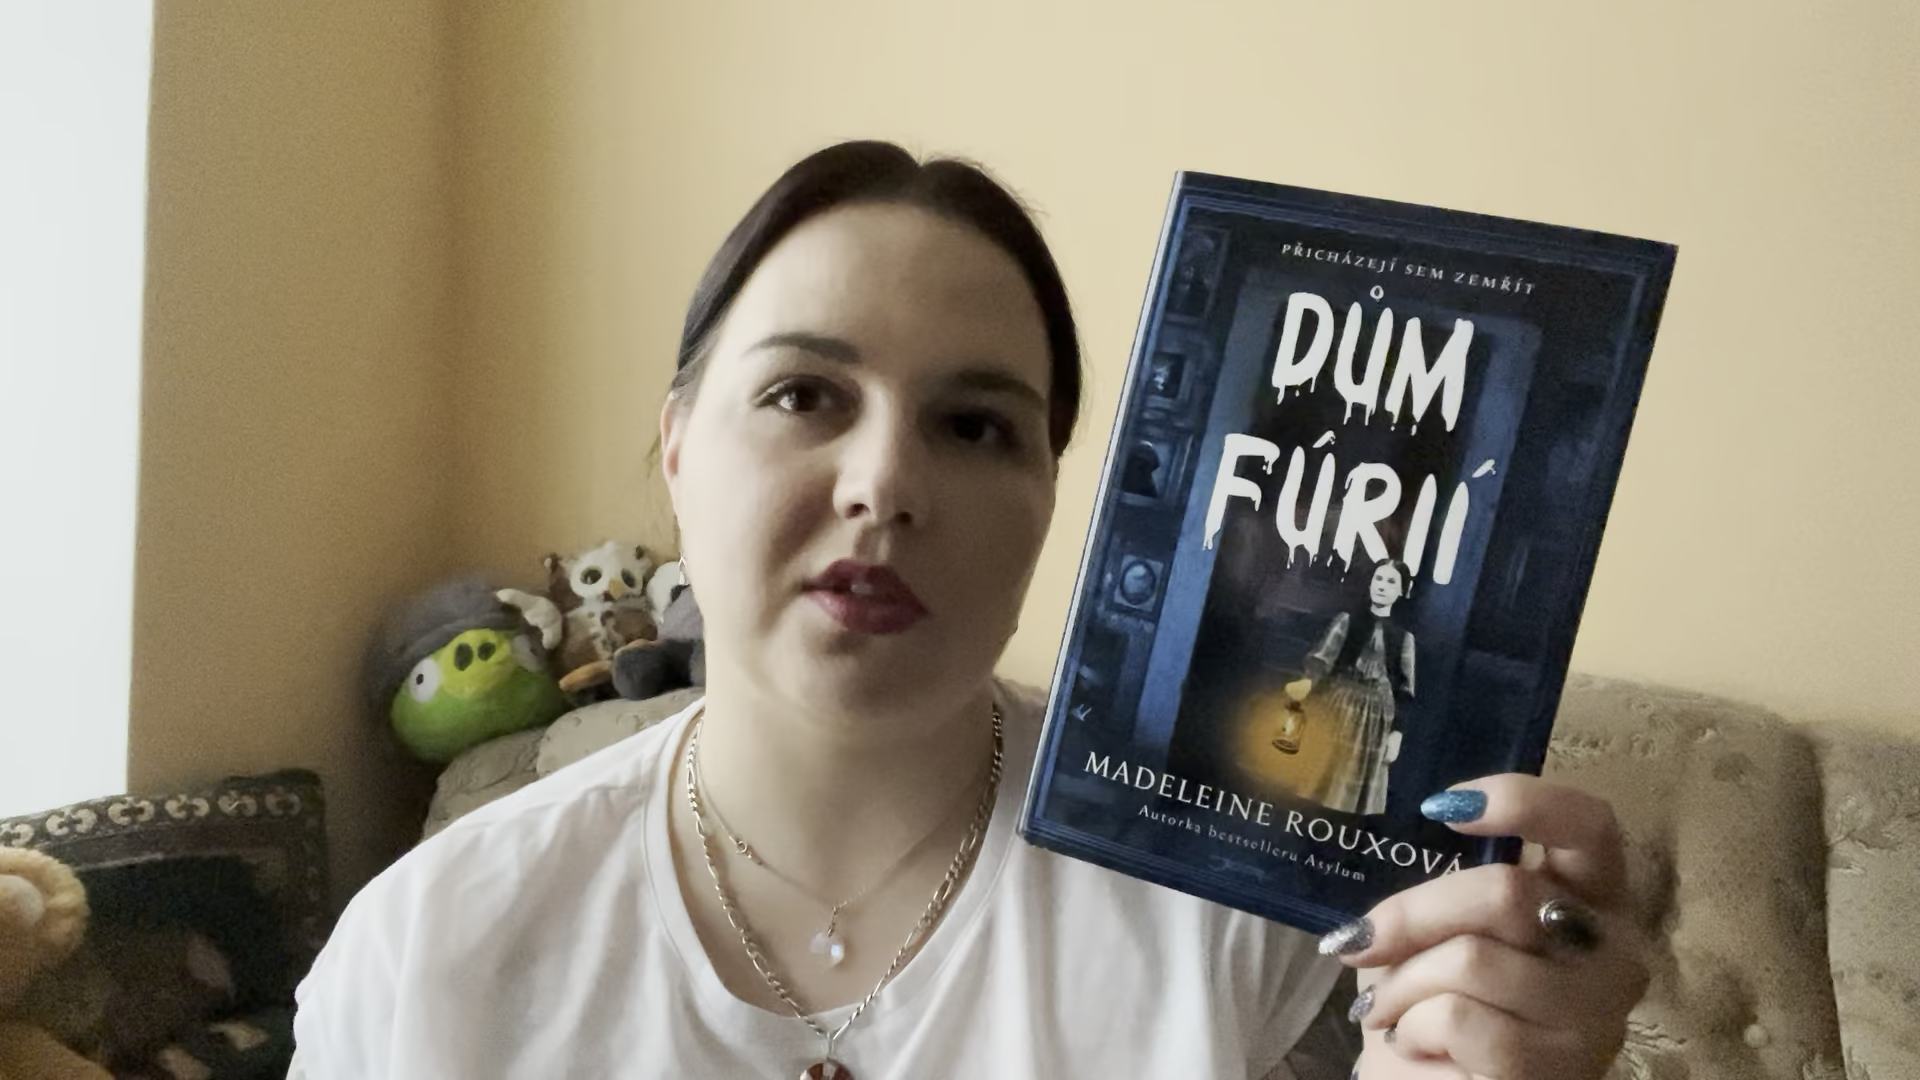 PŘICHÁZEJÍ SEM ZEMŘÍT
DŮM
FÚRIÍ
MADELEINE ROUXOVÁ
Autorka bestselleru Asylum